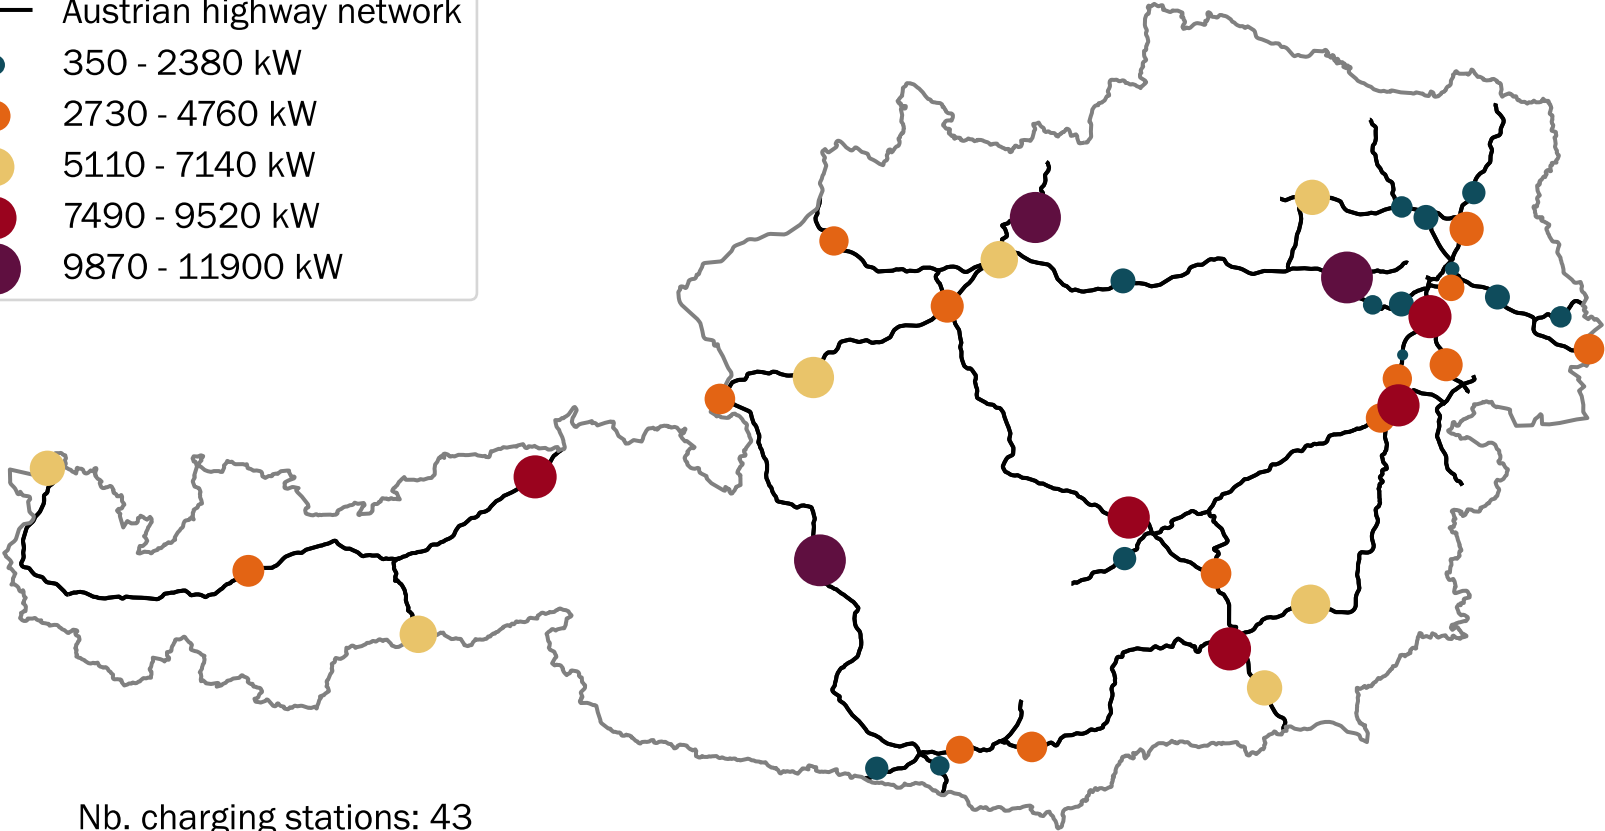 Austrian highway network
350 - 2380 kW
2730 - 4760 kW
5110 - 7140 kW
7490 - 9520 kW
9870 - 11900 kW
Nb. charging stations: 43